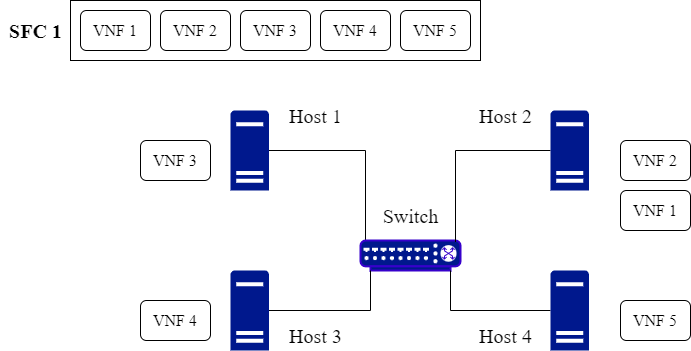 SFC 1 VNF 1 VNF 2 VNF 3 VNF 4 VNF 5
Host 1 Host 2
VNF 3 VNF 2
VNF 1
Switch
VNF 4 VNF 5
Host 3 Host 4